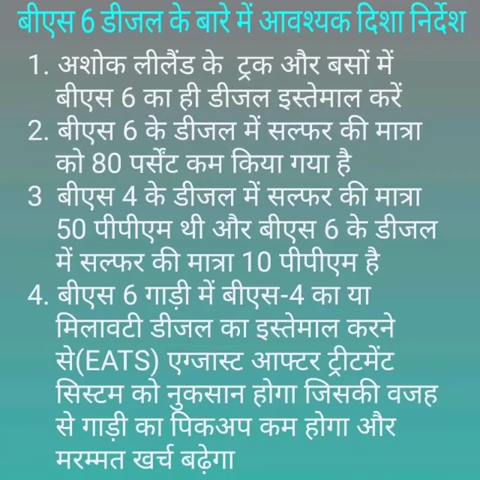 बीएस 6 डीजल के बारे में आवश्यक दिशा निर्देश
1. अशोक लीलैंड के ट्रक और बसों में
बीएस 6 का ही डीजल इस्तेमाल करें
2. बीएस 6 के डीजल में सल्फर की मात्रा
को 80 पर्सेंट कम किया गया है
3 बीएस 4 के डीजल में सल्फर की मात्रा
50 पीपीएम थी और बीएस 6 के डीजल
में सल्फर की मात्रा 10 पीपीएम है
4. बीएस 6 गाड़ी में बीएस-4 का या
मिलावटी डीजल का इस्तेमाल करने
से(EATS) एग्जास्ट आफ्टर ट्रीटमेंट
सिस्टम को नुकसान होगा जिसकी वजह
से गाड़ी का पिकअप कम होगा और
मरम्मत खर्च बढ़ेगा